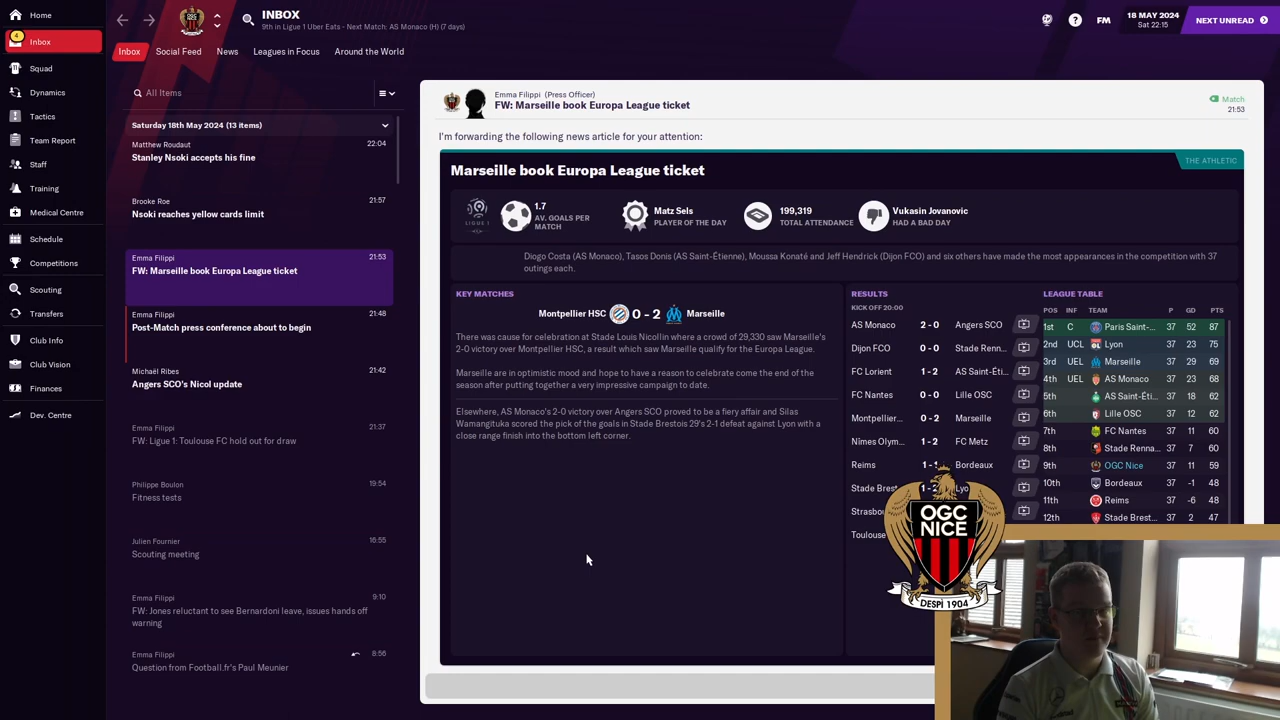 Home
4
Inbox
Squad
Dynamics
Tactics
Team Report
Staff
Training
Medical Centre
Schedule
Competitions
Scouting
Transfers
Club Info
Club Vision
Finances
Dev. Centre
INBOX
9th in Ligue 1 Uber Eats - Next Match: AS Monaco (H) (7 days)
FM
18 MAY 2024
Sat 22:15
NEXT UNREAD
Inbox Social Feed News Leagues in Focus Around the World
All Items
Saturday 18th May 2024 (13 items)
Matthew Roudaut 22:04
Stanley Nsoki accepts his fine
Brooke Roe 21:57
Nsoki reaches yellow cards limit
Emma Filippi 21:53
FW: Marseille book Europa League ticket
Emma Filippi 21:48
Post-Match press conference about to begin
Michaël Ribes 21:42
Angers SCO's Nicol update
Emma Filippi 21:37
FW: Ligue 1: Toulouse FC hold out for draw
Philippe Boulon 19:54
Fitness tests
Julien Fournier 16:55
Scouting meeting
Emma Filippi 9:10
FW: Jones reluctant to see Bernardoni leave, issues hands off
warning
Emma Filippi 8:56
Question from Football.fr's Paul Meunier
Emma Filippi (Press Officer)
FW: Marseille book Europa League ticket
Match
21:53
I'm forwarding the following news article for your attention:
Marseille book Europa League ticket
THE ATHLETIC
LIGUE 1
1.7
AV. GOALS PER
MATCH
Matz Sels
PLAYER OF THE DAY
199,319
TOTAL ATTENDANCE
Vukasin Jovanovic
HAD A BAD DAY
Diogo Costa (AS Monaco), Tasos Donis (AS Saint-Étienne), Moussa Konaté and Jeff Hendrick (Dijon FCO) and six others have made the most appearances in the competition with 37
outings each.
KEY MATCHES
Montpellier HSC 0 - 2 Marseille
There was cause for celebration at Stade Louis Nicollin where a crowd of 29,330 saw Marseille's
2-0 victory over Montpellier HSC, a result which saw Marseille qualify for the Europa League.
Marseille are in optimistic mood and hope to have a reason to celebrate come the end of the
season after putting together a very impressive campaign to date.
Elsewhere, AS Monaco's 2-0 victory over Angers SCO proved to be a fiery affair and Silas
Wamangituka scored the pick of the goals in Stade Brestois 29's 2-1 defeat against Lyon with a
close range finish into the bottom left corner.
RESULTS
KICK OFF 20:00
AS Monaco 2 - 0 Angers SCO
Dijon FCO 0 - 0 Stade Renn...
FC Lorient 1 - 2 AS Saint-Éti...
FC Nantes 0 - 0 Lille OSC
Montpellier... 0 - 2 Marseille
Nîmes Olym... 1 - 2 FC Metz
Reims 1 - 1 Bordeaux
Stade Brest... 1 - 2 Lyon
Strasbou
Toulouse
LEAGUE TABLE
POS INF TEAM P GD PTS
1st C Paris Saint-... 37 52 87
2nd UCL Lyon 37 23 75
3rd UEL Marseille 37 29 69
4th UEL AS Monaco 37 23 68
5th AS Saint-Éti... 37 18 62
6th Lille OSC 37 12 62
7th FC Nantes 37 11 60
8th Stade Renna... 37 7 60
9th OGC Nice 37 11 59
10th Bordeaux 37 -1 48
11th Reims 37 -6 48
12th Stade Brest... 37 2 47
OGC
NICE
DESPÍ 1904